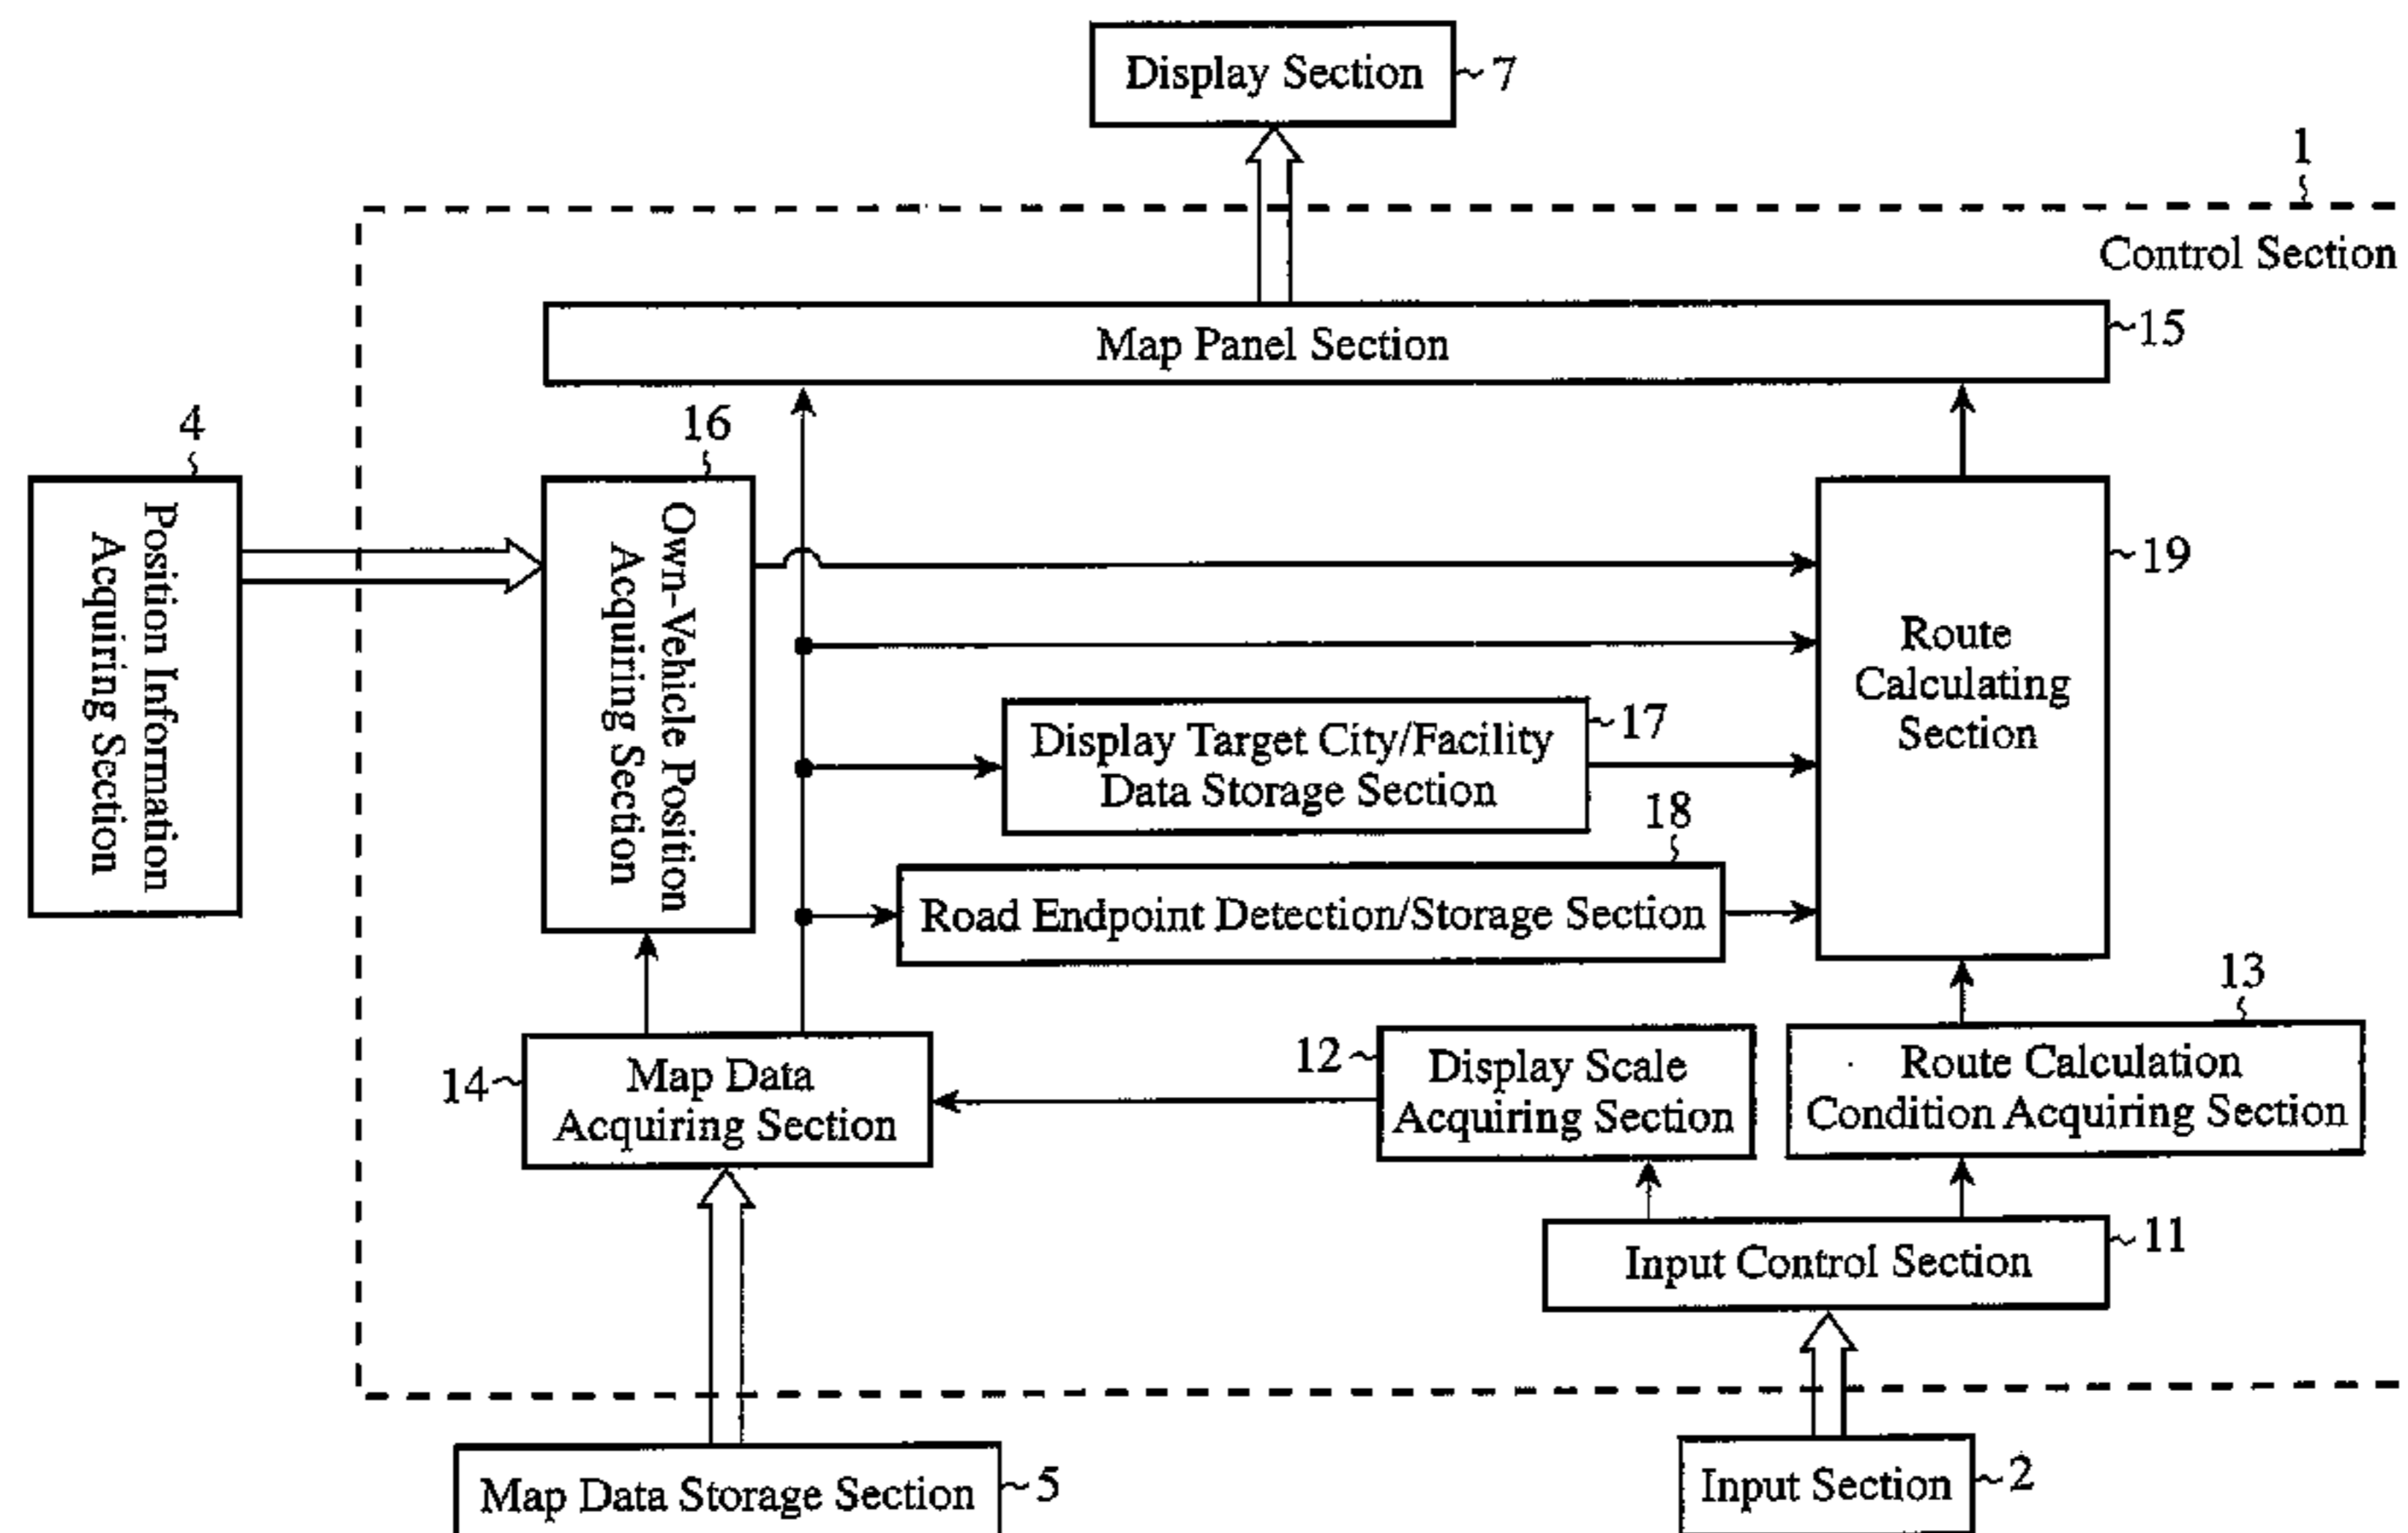 Display Section
7
1
Control Section
Map Panel Section
15
4
16
Position Information
Acquiring Section
Own-Vehicle Position
Acquiring Section
Route
Calculating
Section
19
Display Target City/Facility
Data Storage Section
17
18
Road Endpoint Detection/Storage Section
13
14
Map Data
Acquiring Section
12
Display Scale
Acquiring Section
Route Calculation
Condition Acquiring Section
Input Control Section
11
Map Data Storage Section
5
Input Section
2